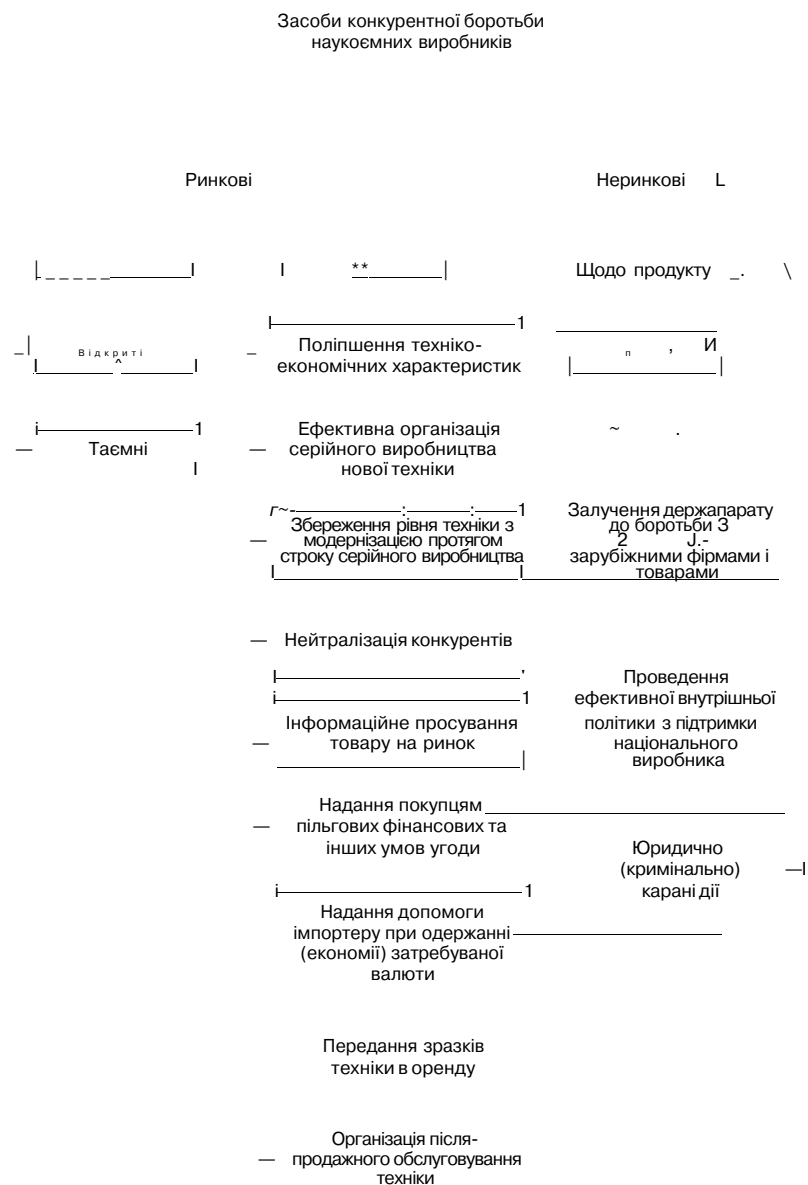 Засоби конкурентної боротьби
наукоємних виробників
Ринкові
Неринкові L
Щодо продукту
Відкриті
Поліпшення техніко-
економічних характеристик
Таємні
Ефективна організація
серійного виробництва
нової техніки
Збереження рівня техніки з
модернізацією протягом
строку серійного виробництва
Залучення держапарату
до боротьби З
зарубіжними фірмами і
товарами
Нейтралізація конкурентів
Інформаційне просування
товару на ринок
Проведення
ефективної внутрішньої
політики з підтримки
національного
виробника
Надання покупцям
пільгових фінансових та
інших умов угоди
Юридично
(кримінально)
карані дії
Надання допомоги
імпортеру при одержанні
(економії) затребуваної
валюти
Передання зразків
техніки в оренду
Організація після-
продажного обслуговування
техніки